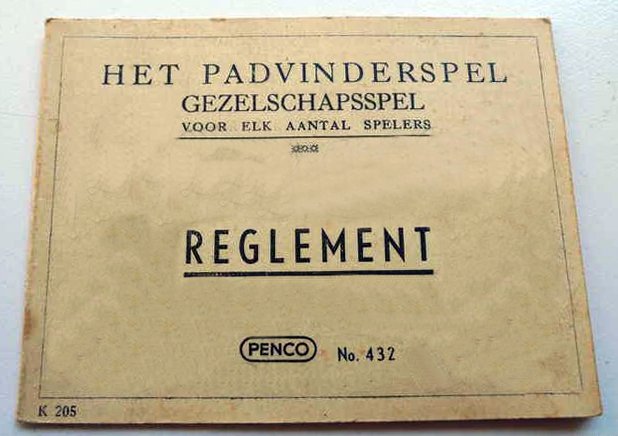 HET PADVINDERSPEL
GEZELSCHAPSSPEL
VOOR ELK AANTAL SPELERS
REGLEMENT
PENCO No. 432
K 205